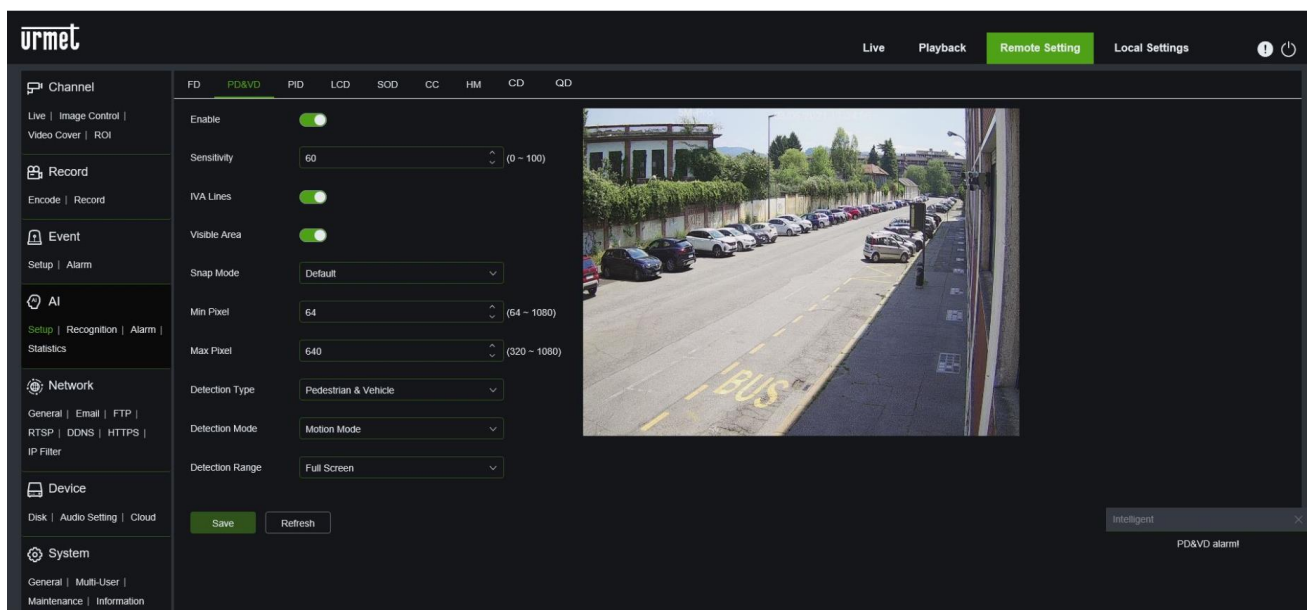 urmet
Live Playback Remote Setting Local Settings
Channel
Live | Image Control |
Video Cover | ROI
Record
Encode | Record
Event
Setup | Alarm
AI
Setup | Recognition | Alarm |
Statistics
Network
General | Email | FTP |
RTSP | DDNS | HTTPS |
IP Filter
Device
Disk | Audio Setting | Cloud
System
General | Multi-User |
Maintenance | Information
FD PD&VD PID LCD SOD CC HM CD QD
Enable
Sensitivity 60 (0 ~ 100)
IVA Lines
Visible Area
Snap Mode Default
Min Pixel 64 (64 ~ 1080)
Max Pixel 640 (320 ~ 1080)
Detection Type Pedestrian & Vehicle
Detection Mode Motion Mode
Detection Range Full Screen
Save Refresh
BUS
Intelligent
PD&VD alarm!